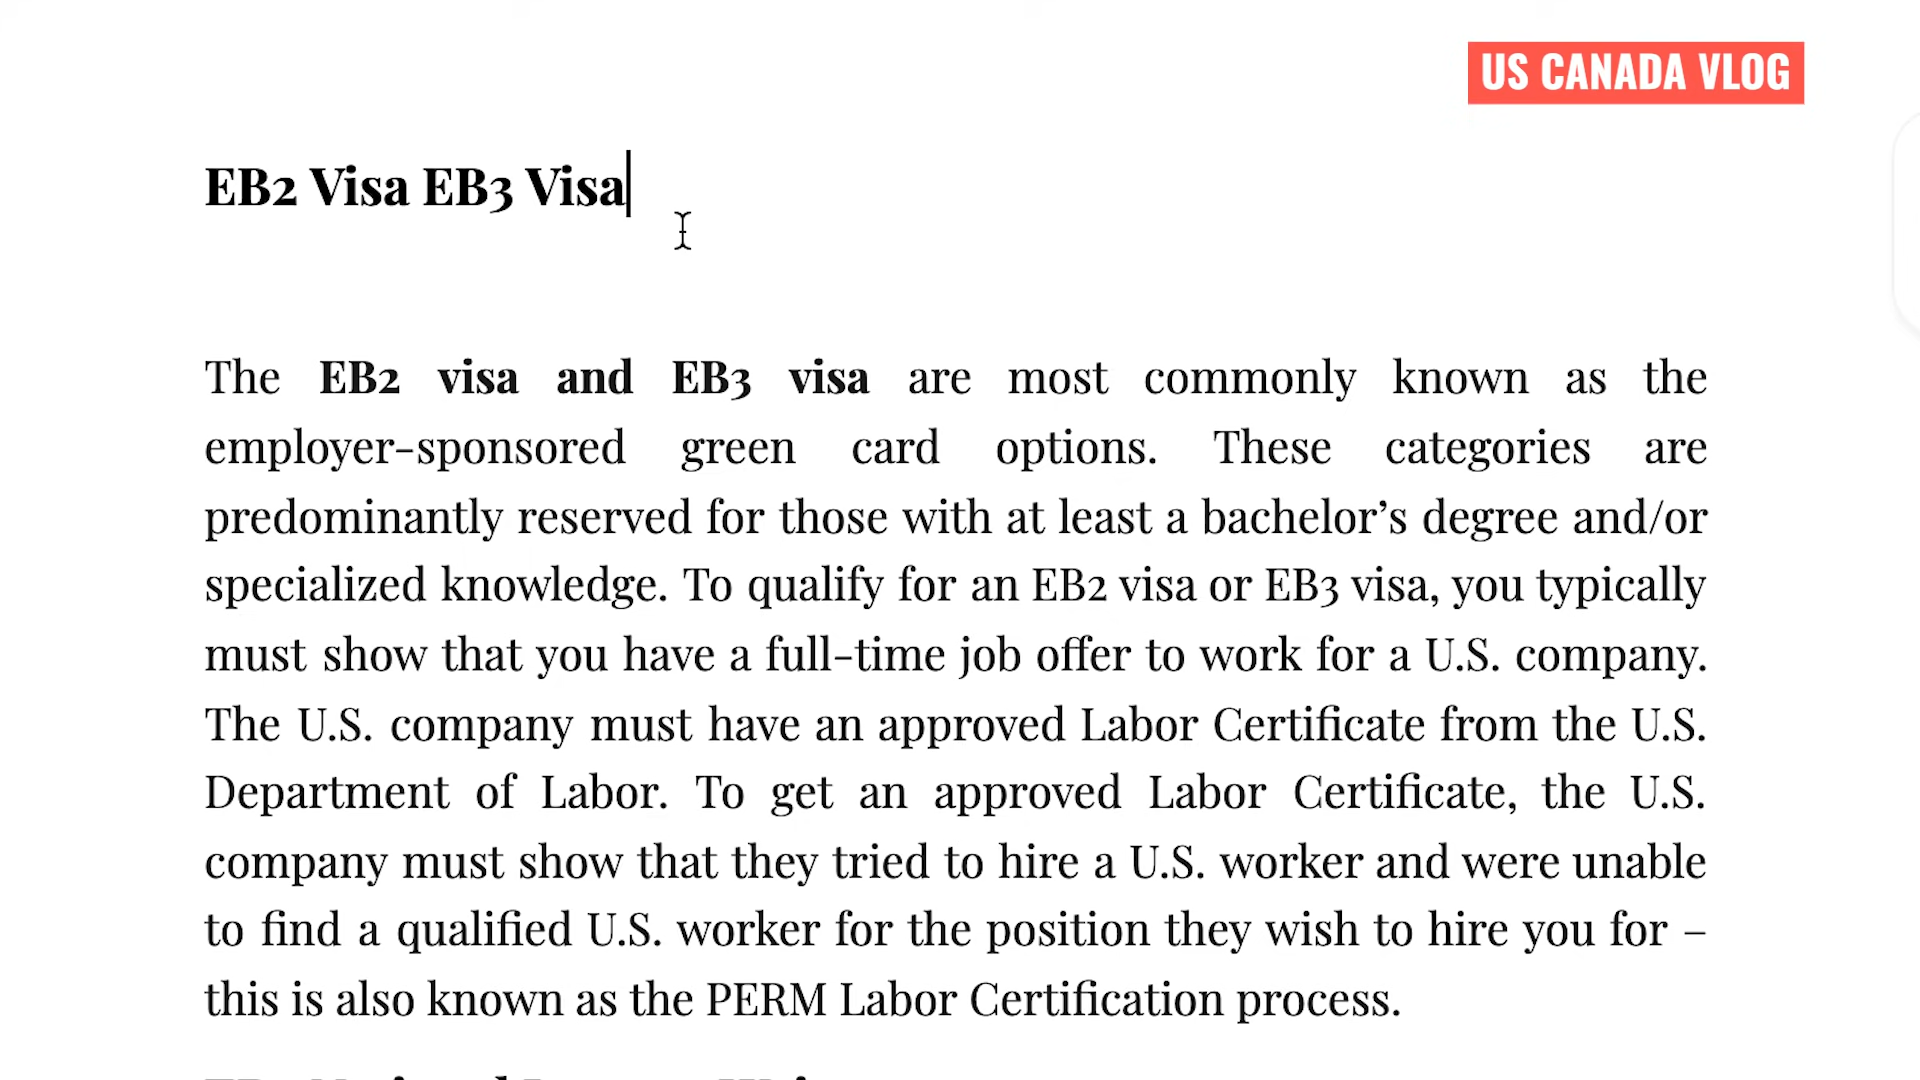 US CANADA VLOG
EB2 Visa EB3 Visa
The EB2 visa and EB3 visa are most commonly known as the
employer-sponsored green card options. These categories are
predominantly reserved for those with at least a bachelor’s degree and/or
specialized knowledge. To qualify for an EB2 visa or EB3 visa, you typically
must show that you have a full-time job offer to work for a U.S. company.
The U.S. company must have an approved Labor Certificate from the U.S.
Department of Labor. To get an approved Labor Certificate, the U.S.
company must show that they tried to hire a U.S. worker and were unable
to find a qualified U.S. worker for the position they wish to hire you for –
this is also known as the PERM Labor Certification process.